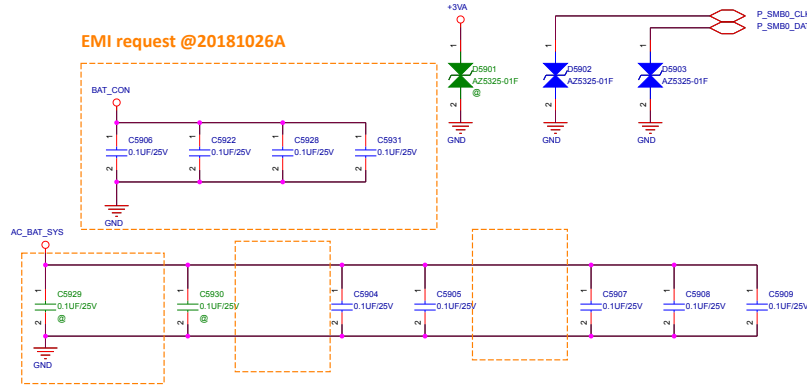 +3VA
P_SMB0_CL
P_SMB0_DAT
EMI request @20181026A
1
1
1
D5901
AZ5325-01F
@
D5902
AZ5325-01F
D5903
AZ5325-01F
2
2
2
GND
GND
GND
BAT_CON
1
1
1
1
C5906
0.1UF/25V
C5922
0.1UF/25V
C5928
0.1UF/25V
C5931
0.1UF/25V
2
2
2
2
GND
AC_BAT_SYS
1
1
1
1
1
1
1
C5929
0.1UF/25V
@
C5930
0.1UF/25V
@
C5904
0.1UF/25V
C5905
0.1UF/25V
C5907
0.1UF/25V
C5908
0.1UF/25V
C5909
0.1UF/25V
2
2
2
2
2
2
2
GND